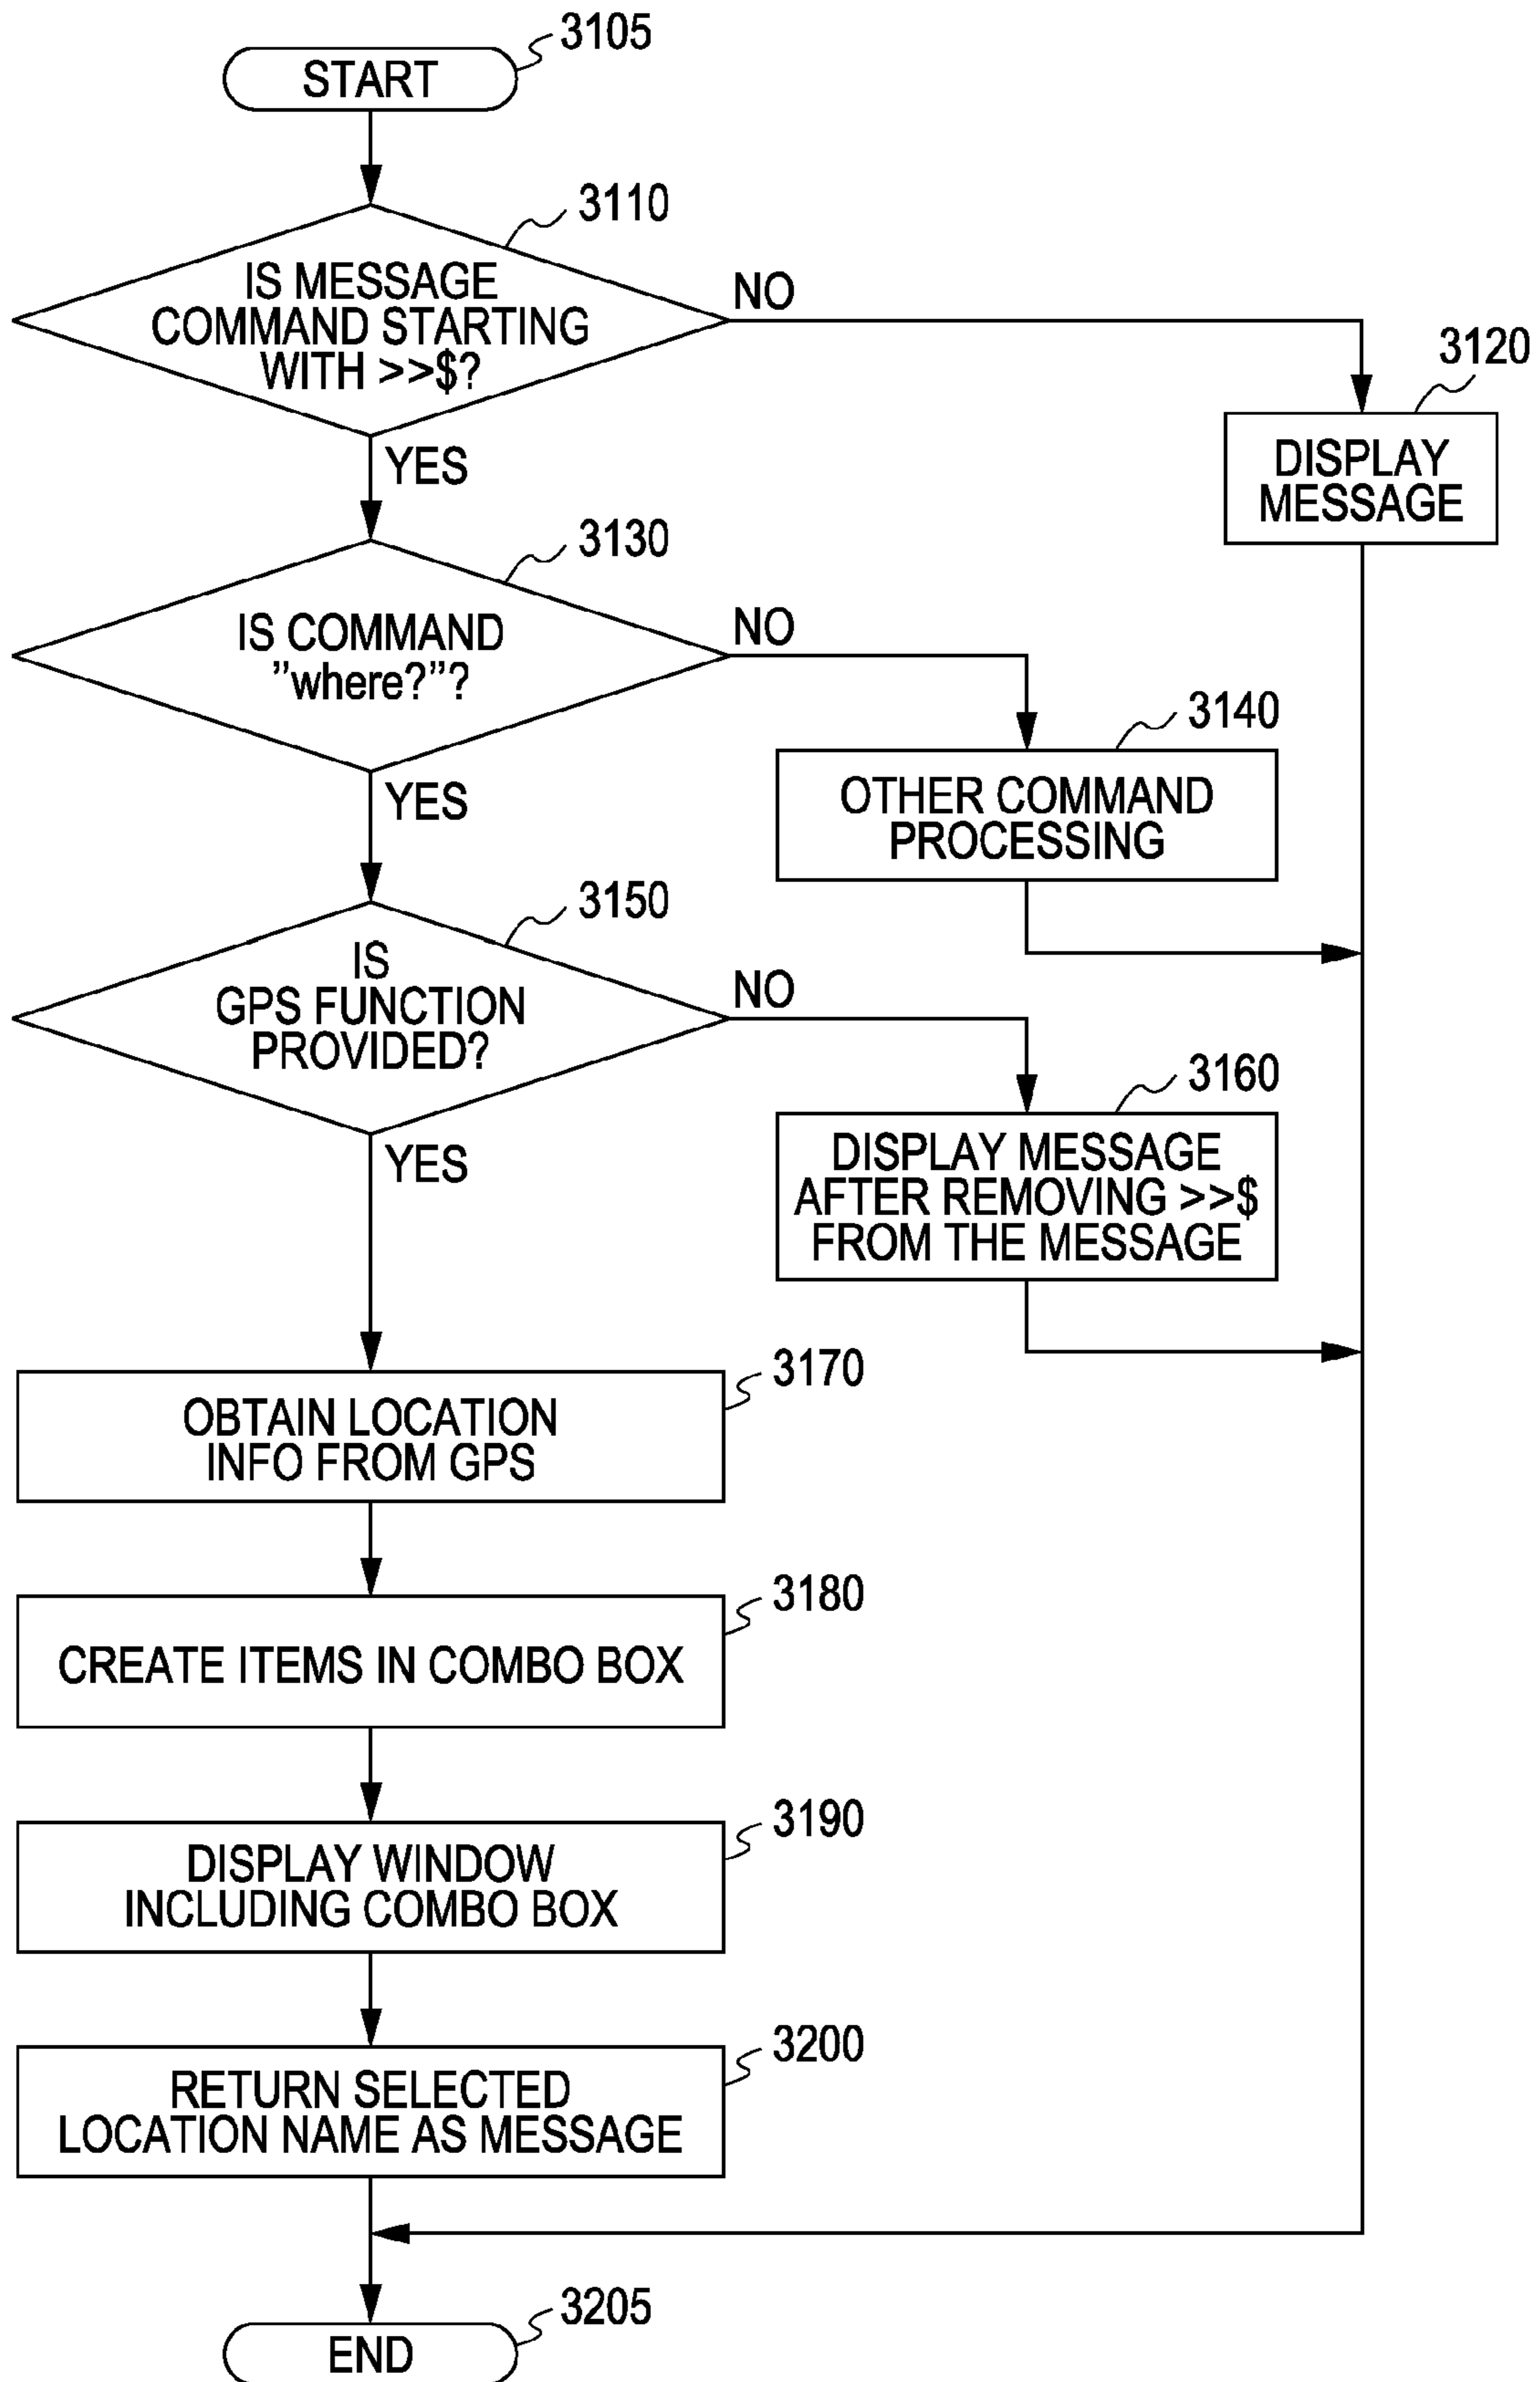 3105
START
3110
IS MESSAGE
COMMAND STARTING
WITH >>$?
NO
3120
DISPLAY
MESSAGE
YES
3130
IS COMMAND
”where?”?
NO
3140
OTHER COMMAND
PROCESSING
YES
3150
IS
GPS FUNCTION
PROVIDED?
NO
3160
DISPLAY MESSAGE
AFTER REMOVING >>$
FROM THE MESSAGE
YES
3170
OBTAIN LOCATION
INFO FROM GPS
3180
CREATE ITEMS IN COMBO BOX
3190
DISPLAY WINDOW
INCLUDING COMBO BOX
3200
RETURN SELECTED
LOCATION NAME AS MESSAGE
3205
END